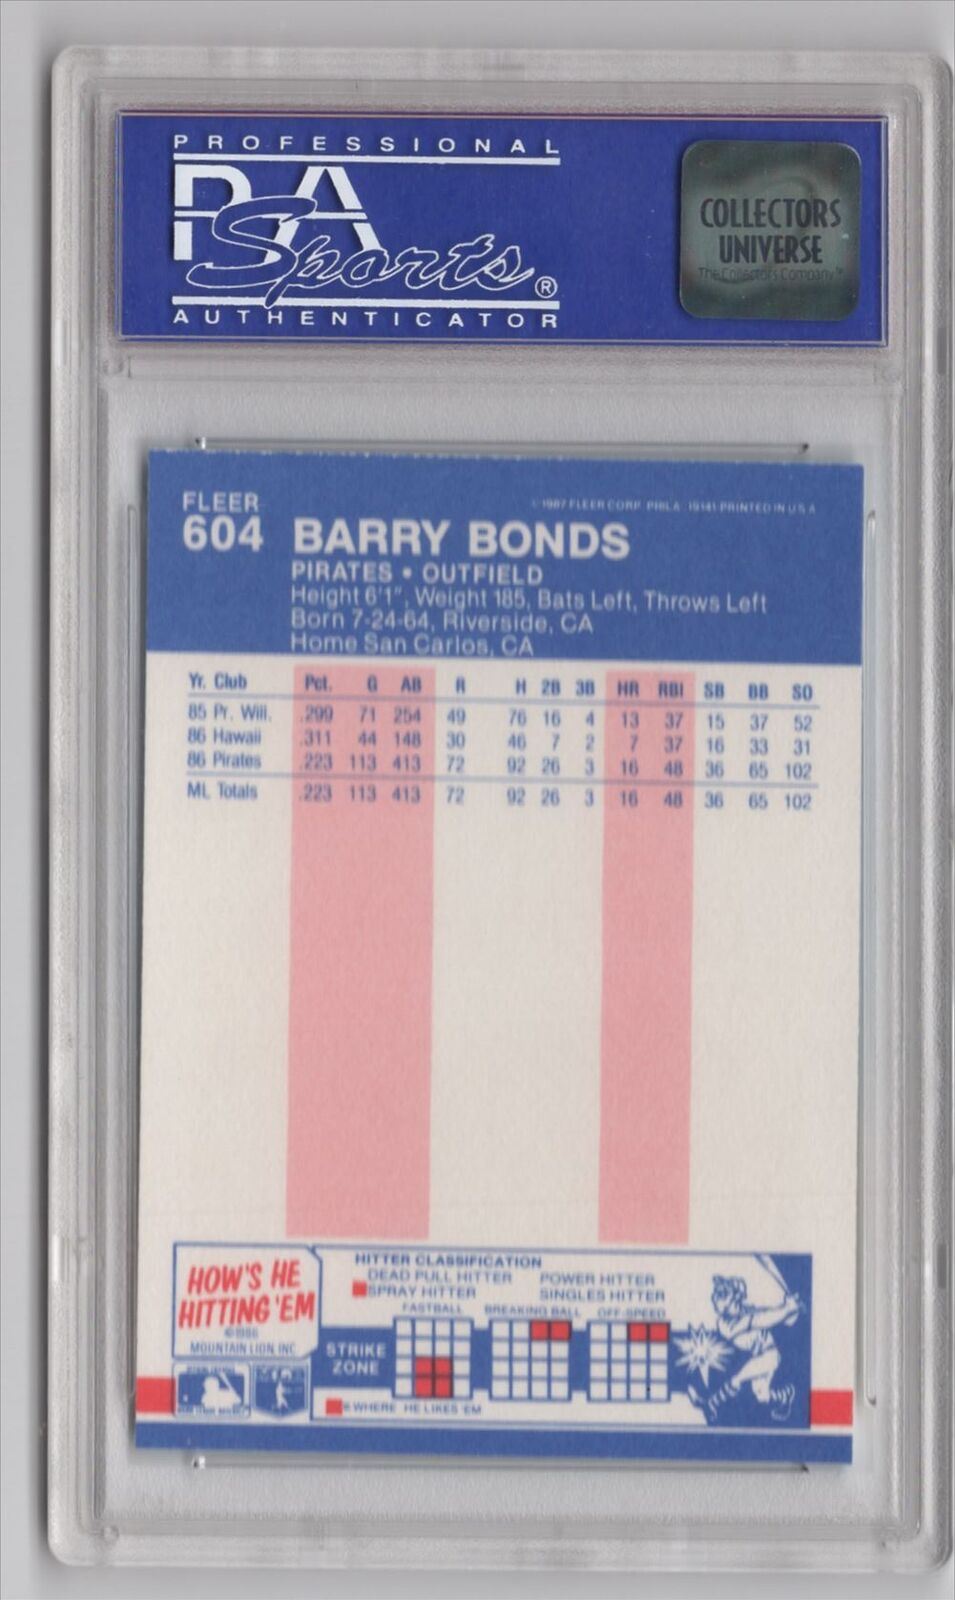 PROFESSIONAL
PSA
Sports®
AUTHENTICATOR
COLLECTORS
UNIVERSE
The Collectors Company™
FLEER
604
©1987 FLEER CORP. PHILA. 19141 PRINTED IN U.S.A.
BARRY BONDS
PIRATES • OUTFIELD
Height 6'1", Weight 185, Bats Left, Throws Left
Born 7-24-64, Riverside, CA
Home San Carlos, CA
Yr. Club Pct. G AB R H 2B 3B HR RBI SB BB SO
85 Pr. Will. .299 71 254 49 76 16 4 13 37 15 37 52
86 Hawaii .311 44 148 30 46 7 2 7 37 16 33 31
86 Pirates .223 113 413 72 92 26 3 16 48 36 65 102
ML Totals .223 113 413 72 92 26 3 16 48 36 65 102
HOW'S HE
HITTING 'EM
©1986
MOUNTAIN LION, INC.
HITTER CLASSIFICATION
DEAD PULL HITTER POWER HITTER
SPRAY HITTER SINGLES HITTER
FASTBALL BREAKING BALL OFF-SPEED
STRIKE
ZONE
= WHERE HE LIKES 'EM